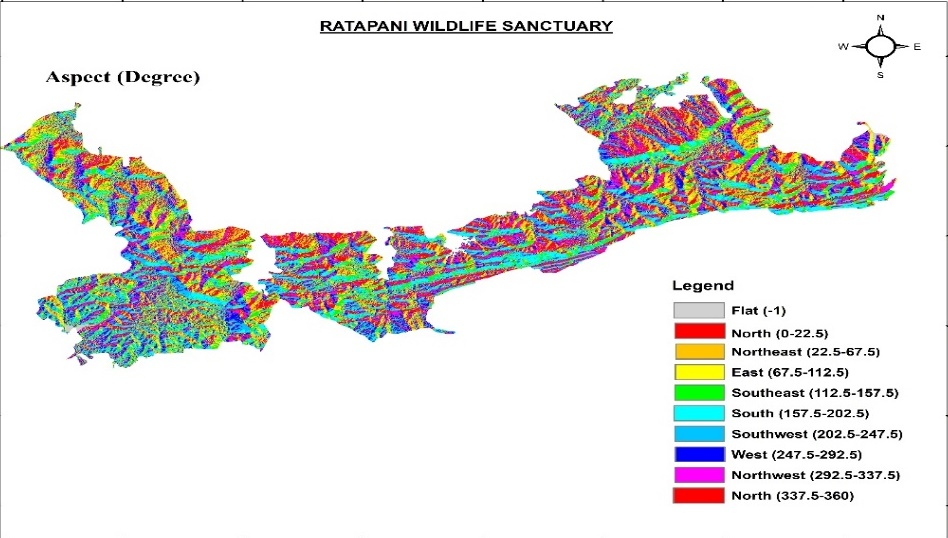 RATAPANI WILDLIFE SANCTUARY
N
W E
S
Aspect (Degree)
Legend
Flat (-1)
North (0-22.5)
Northeast (22.5-67.5)
East (67.5-112.5)
Southeast (112.5-157.5)
South (157.5-202.5)
Southwest (202.5-247.5)
West (247.5-292.5)
Northwest (292.5-337.5)
North (337.5-360)